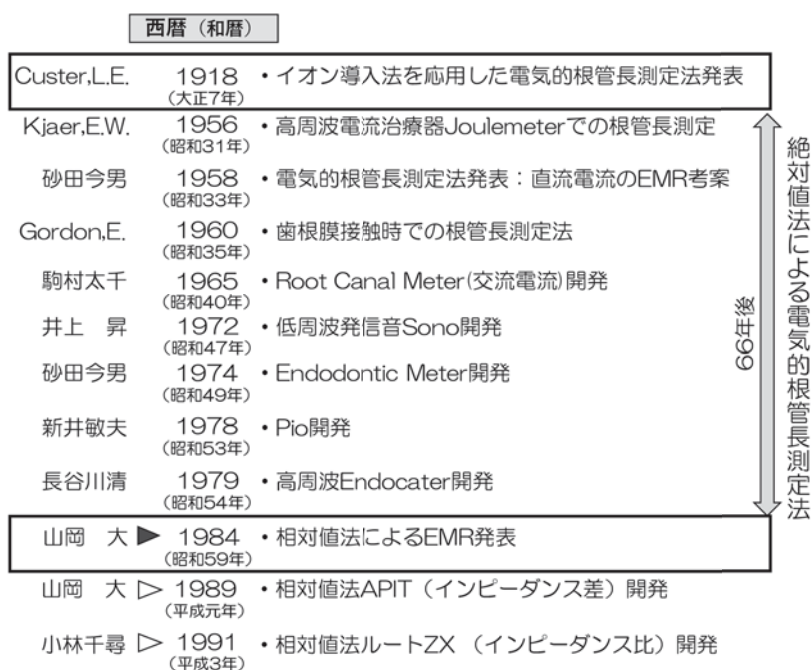 西暦（和暦）
Custer,L.E. 1918 ・イオン導入法を応用した電気的根管長測定法発表
（大正7年）
Kjaer,E.W. 1956 ・高周波電流治療器Joulemeterでの根管長測定
（昭和31年）
砂田今男 1958 ・電気的根管長測定法発表：直流電流のEMR考案
（昭和33年）
Gordon,E. 1960 ・歯根膜接触時での根管長測定法
（昭和35年）
駒村太千 1965 ・Root Canal Meter(交流電流)開発
（昭和40年）
井上　昇 1972 ・低周波発信音Sono開発
（昭和47年）
砂田今男 1974 ・Endodontic Meter開発
（昭和49年）
新井敏夫 1978 ・Pio開発
（昭和53年）
長谷川清 1979 ・高周波Endocater開発
（昭和54年）
山岡　大 ▶ 1984 ・相対値法によるEMR発表
（昭和59年）
山岡　大 ▷ 1989 ・相対値法APIT（インピーダンス差）開発
（平成元年）
小林千尋 ▷ 1991 ・相対値法ルートZX （インピーダンス比）開発
（平成3年）
66年後
絶対値法による電気的根管長測定法